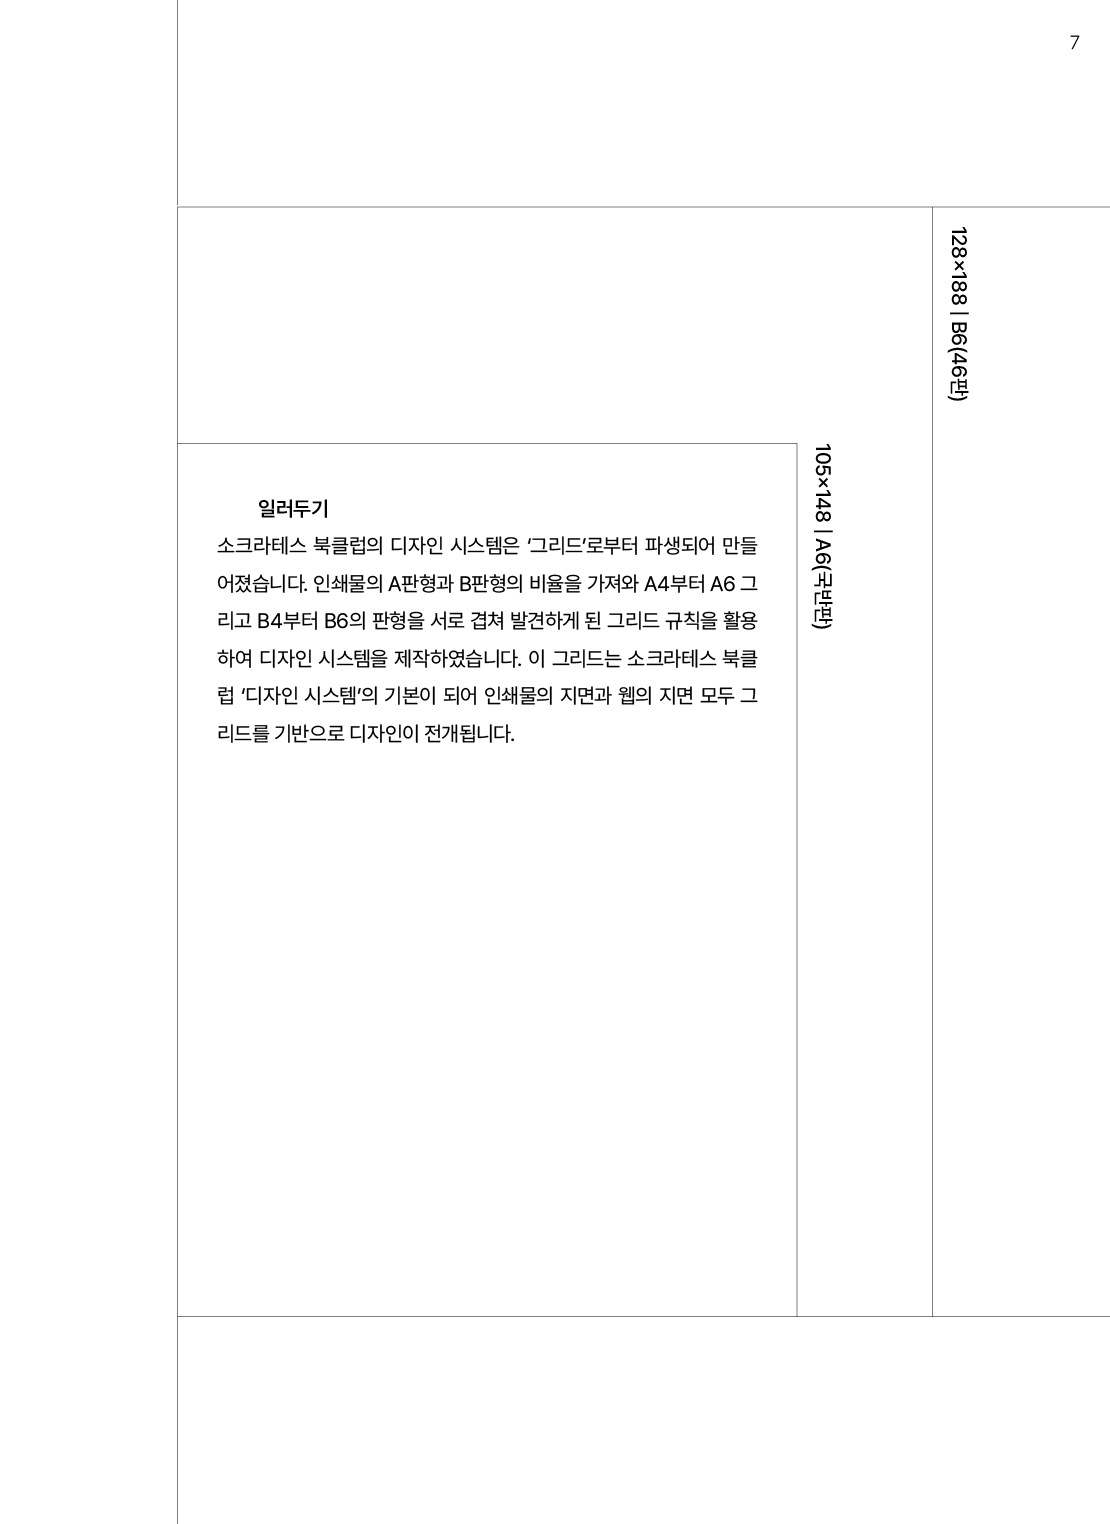 7
128×188 | B6(46판)
105×148 | A6(국반판)
일러두기
소크라테스 북클럽의 디자인 시스템은 ‘그리드’로부터 파생되어 만들
어졌습니다. 인쇄물의 A판형과 B판형의 비율을 가져와 A4부터 A6 그
리고 B4부터 B6의 판형을 서로 겹쳐 발견하게 된 그리드 규칙을 활용
하여 디자인 시스템을 제작하였습니다. 이 그리드는 소크라테스 북클
럽 ‘디자인 시스템’의 기본이 되어 인쇄물의 지면과 웹의 지면 모두 그
리드를 기반으로 디자인이 전개됩니다.